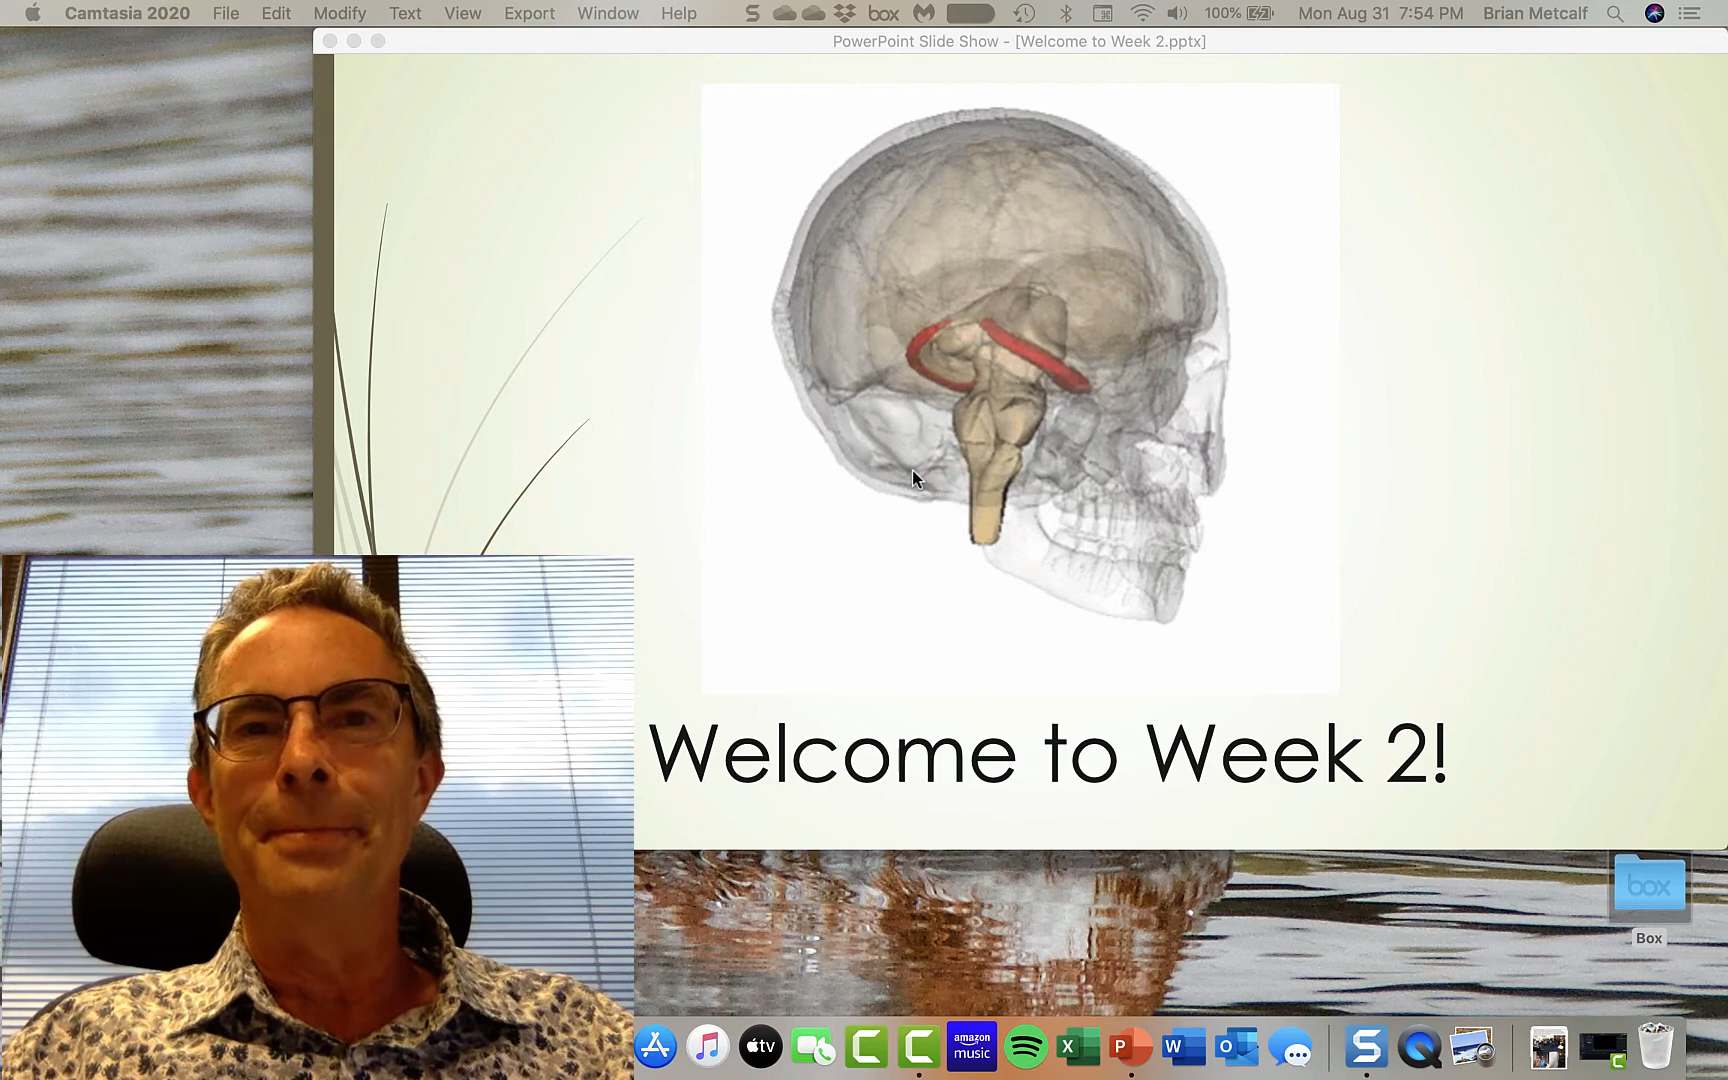 Camtasia 2020 File Edit Modify Text View Export Window Help box 100% Mon Aug 31 7:54 PM Brian Metcalf
PowerPoint Slide Show - [Welcome to Week 2.pptx]
Welcome to Week 2!
box
Box
tv
amazon
music
X
P
W
O
S